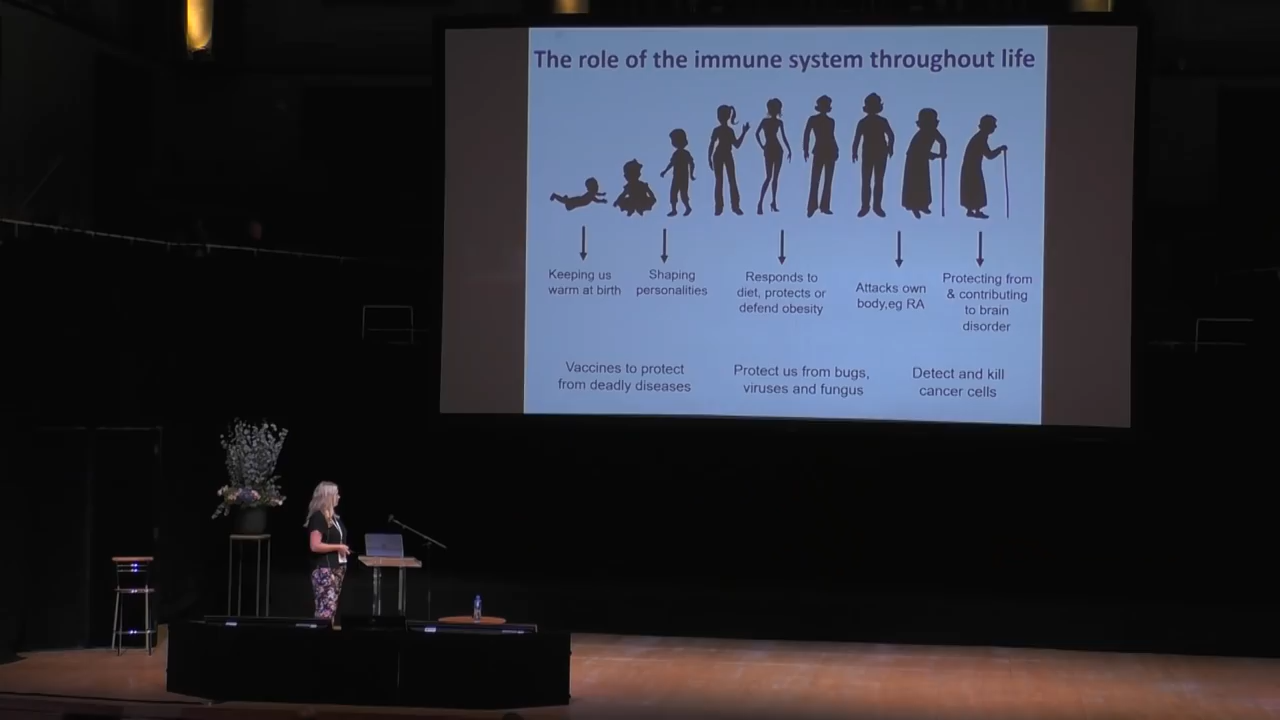 The role of the immune system throughout life
Keeping us
warm at birth
Shaping
personalities
Responds to
diet, protects or
defend obesity
Attacks own
body,eg RA
Protecting from
& contributing
to brain
disorder
Vaccines to protect
from deadly diseases
Protect us from bugs,
viruses and fungus
Detect and kill
cancer cells